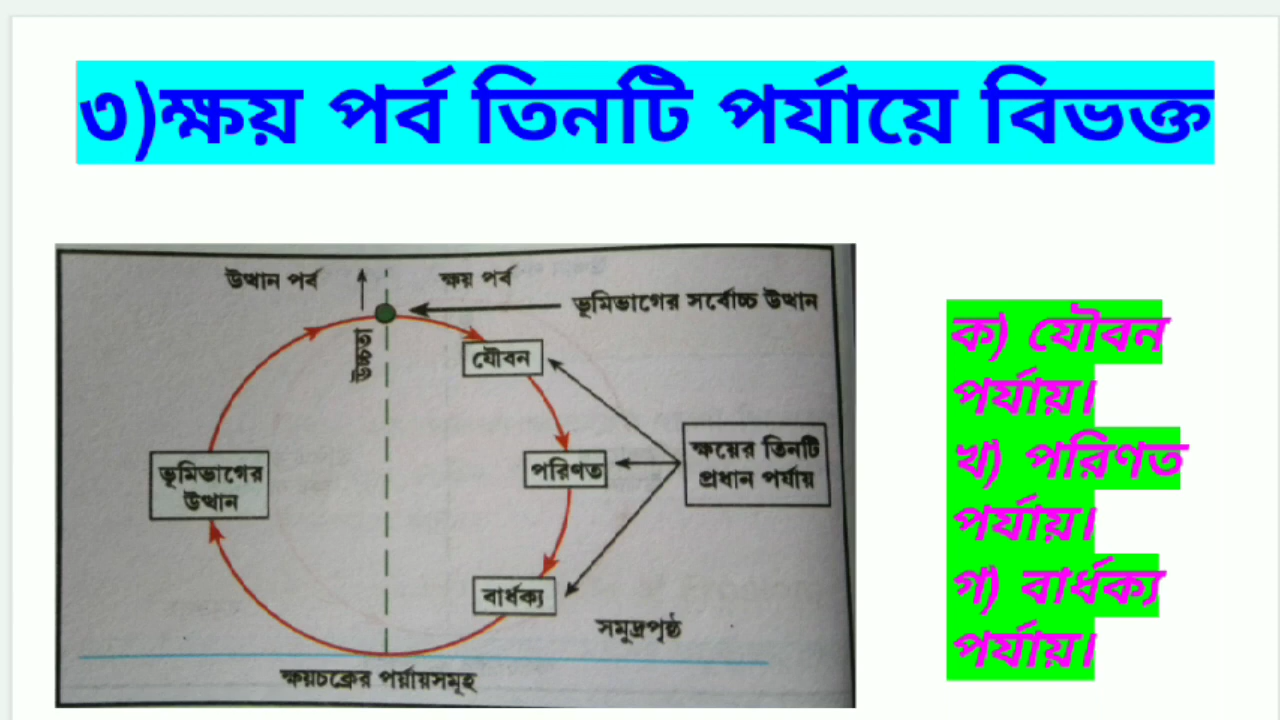 ৩)ক্ষয় পর্ব তিনটি পর্যায়ে বিভক্ত
উত্থান পর্ব
ক্ষয় পর্ব
ভূমিভাগের সর্বোচ্চ উত্থান
উচ্চতা
যৌবন
ভূমিভাগের
উত্থান
পরিণত
ক্ষয়ের তিনটি
প্রধান পর্যায়
বার্ধক্য
সমুদ্রপৃষ্ঠ
ক্ষয়চক্রের পর্যায়সমূহ
ক) যৌবন
পর্যায়।
খ) পরিণত
পর্যায়।
গ) বার্ধক্য
পর্যায়।